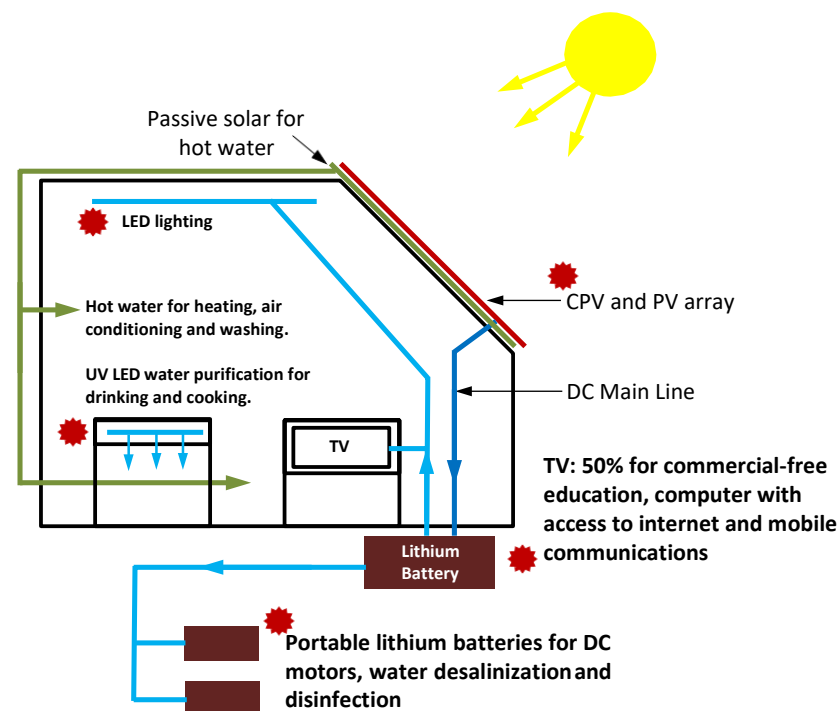 Passive solar for
hot water
LED lighting
CPV and PV array
Hot water for heating, air
conditioning and washing.
UV LED water purification for
drinking and cooking.
DC Main Line
TV
TV: 50% for commercial-free
education, computer with
access to internet and mobile
communications
Lithium
Battery
Portable lithium batteries for DC
motors, water desalinization and
disinfection